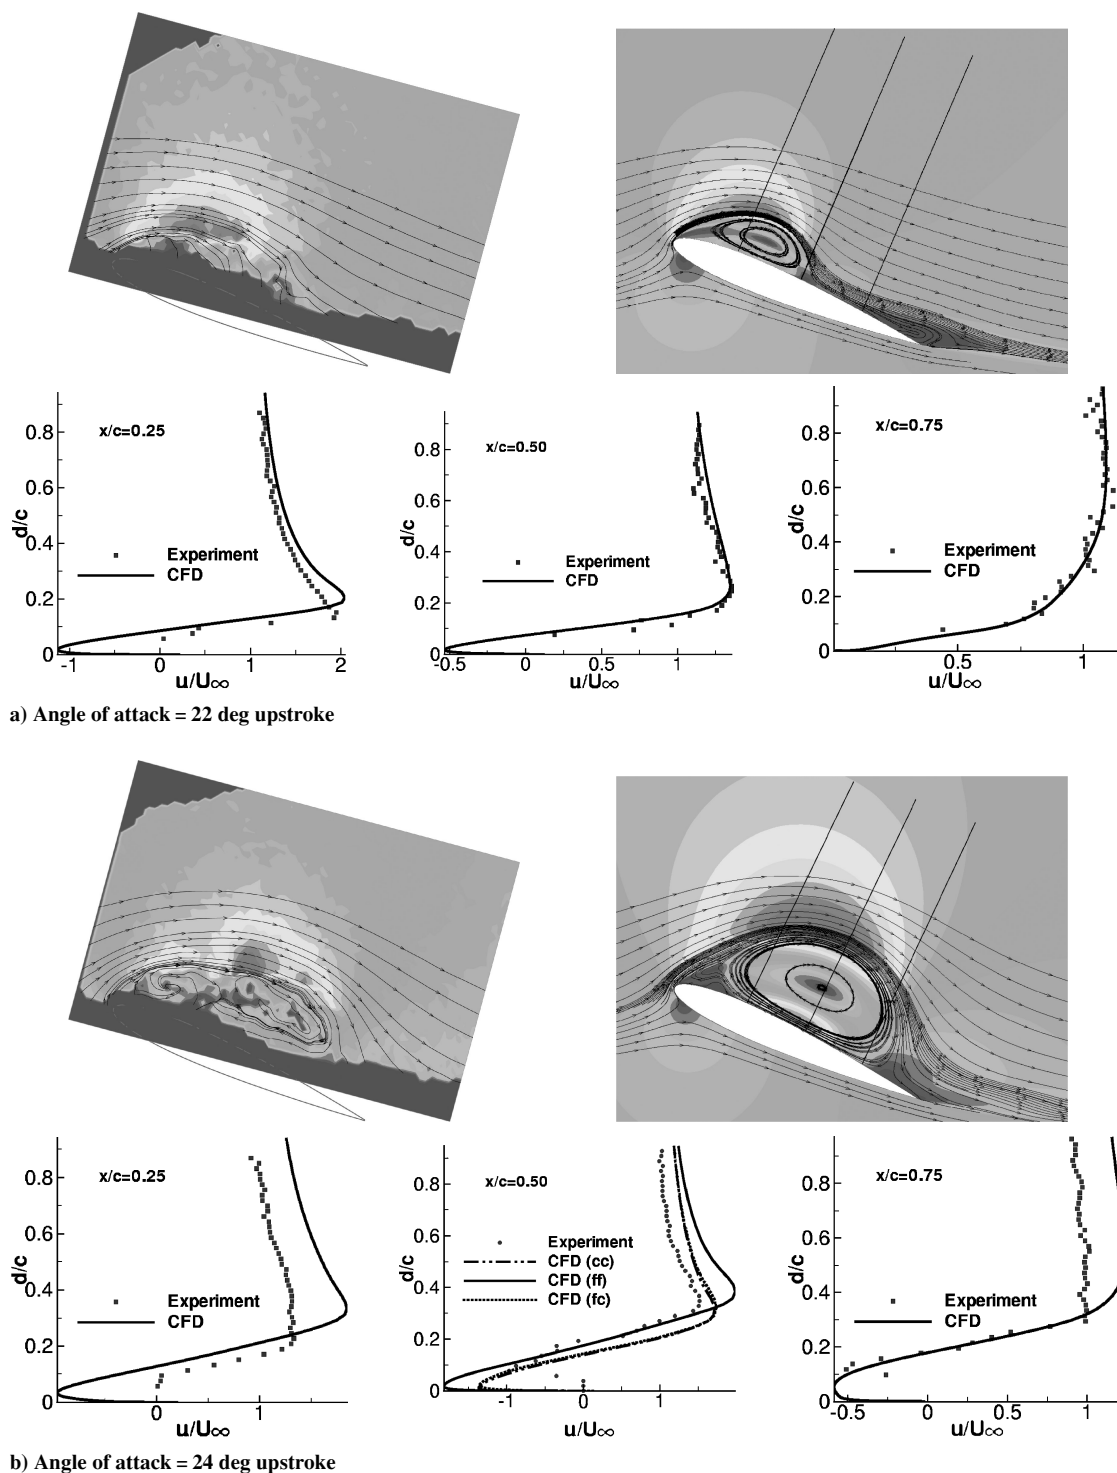 0.8
x/c=0.25
0.6
d/c
0.4
Experiment
CFD
0.2
0
-1 0 1 2
u/U∞
0.8
x/c=0.50
0.6
d/c
0.4
Experiment
CFD
0.2
0
-0.5 0 0.5 1
u/U∞
0.8
x/c=0.75
0.6
d/c
0.4
Experiment
CFD
0.2
0
0.5 1
u/U∞
a) Angle of attack = 22 deg upstroke
0.8
x/c=0.25
0.6
d/c
0.4
Experiment
CFD
0.2
0
0 1
u/U∞
0.8
x/c=0.50
0.6
d/c
Experiment
CFD (cc)
0.4
CFD (ff)
CFD (fc)
0.2
0
-1 0 1
u/U∞
0.8
x/c=0.75
0.6
d/c
0.4
Experiment
CFD
0.2
0
-0.5 0 0.5 1
u/U∞
b) Angle of attack = 24 deg upstroke